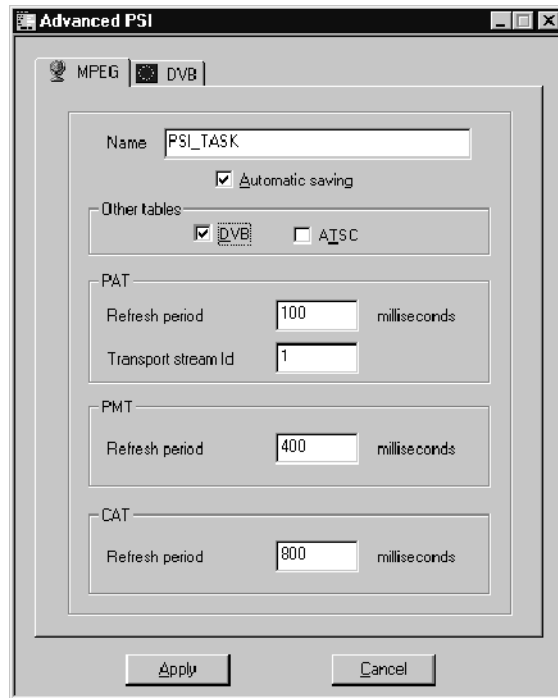 Advanced PSI
MPEG DVB
Name PSI_TASK
Automatic saving
Other tables
DVB ATSC
PAT
Refresh period 100 milliseconds
Transport stream Id 1
PMT
Refresh period 400 milliseconds
CAT
Refresh period 800 milliseconds
Apply Cancel